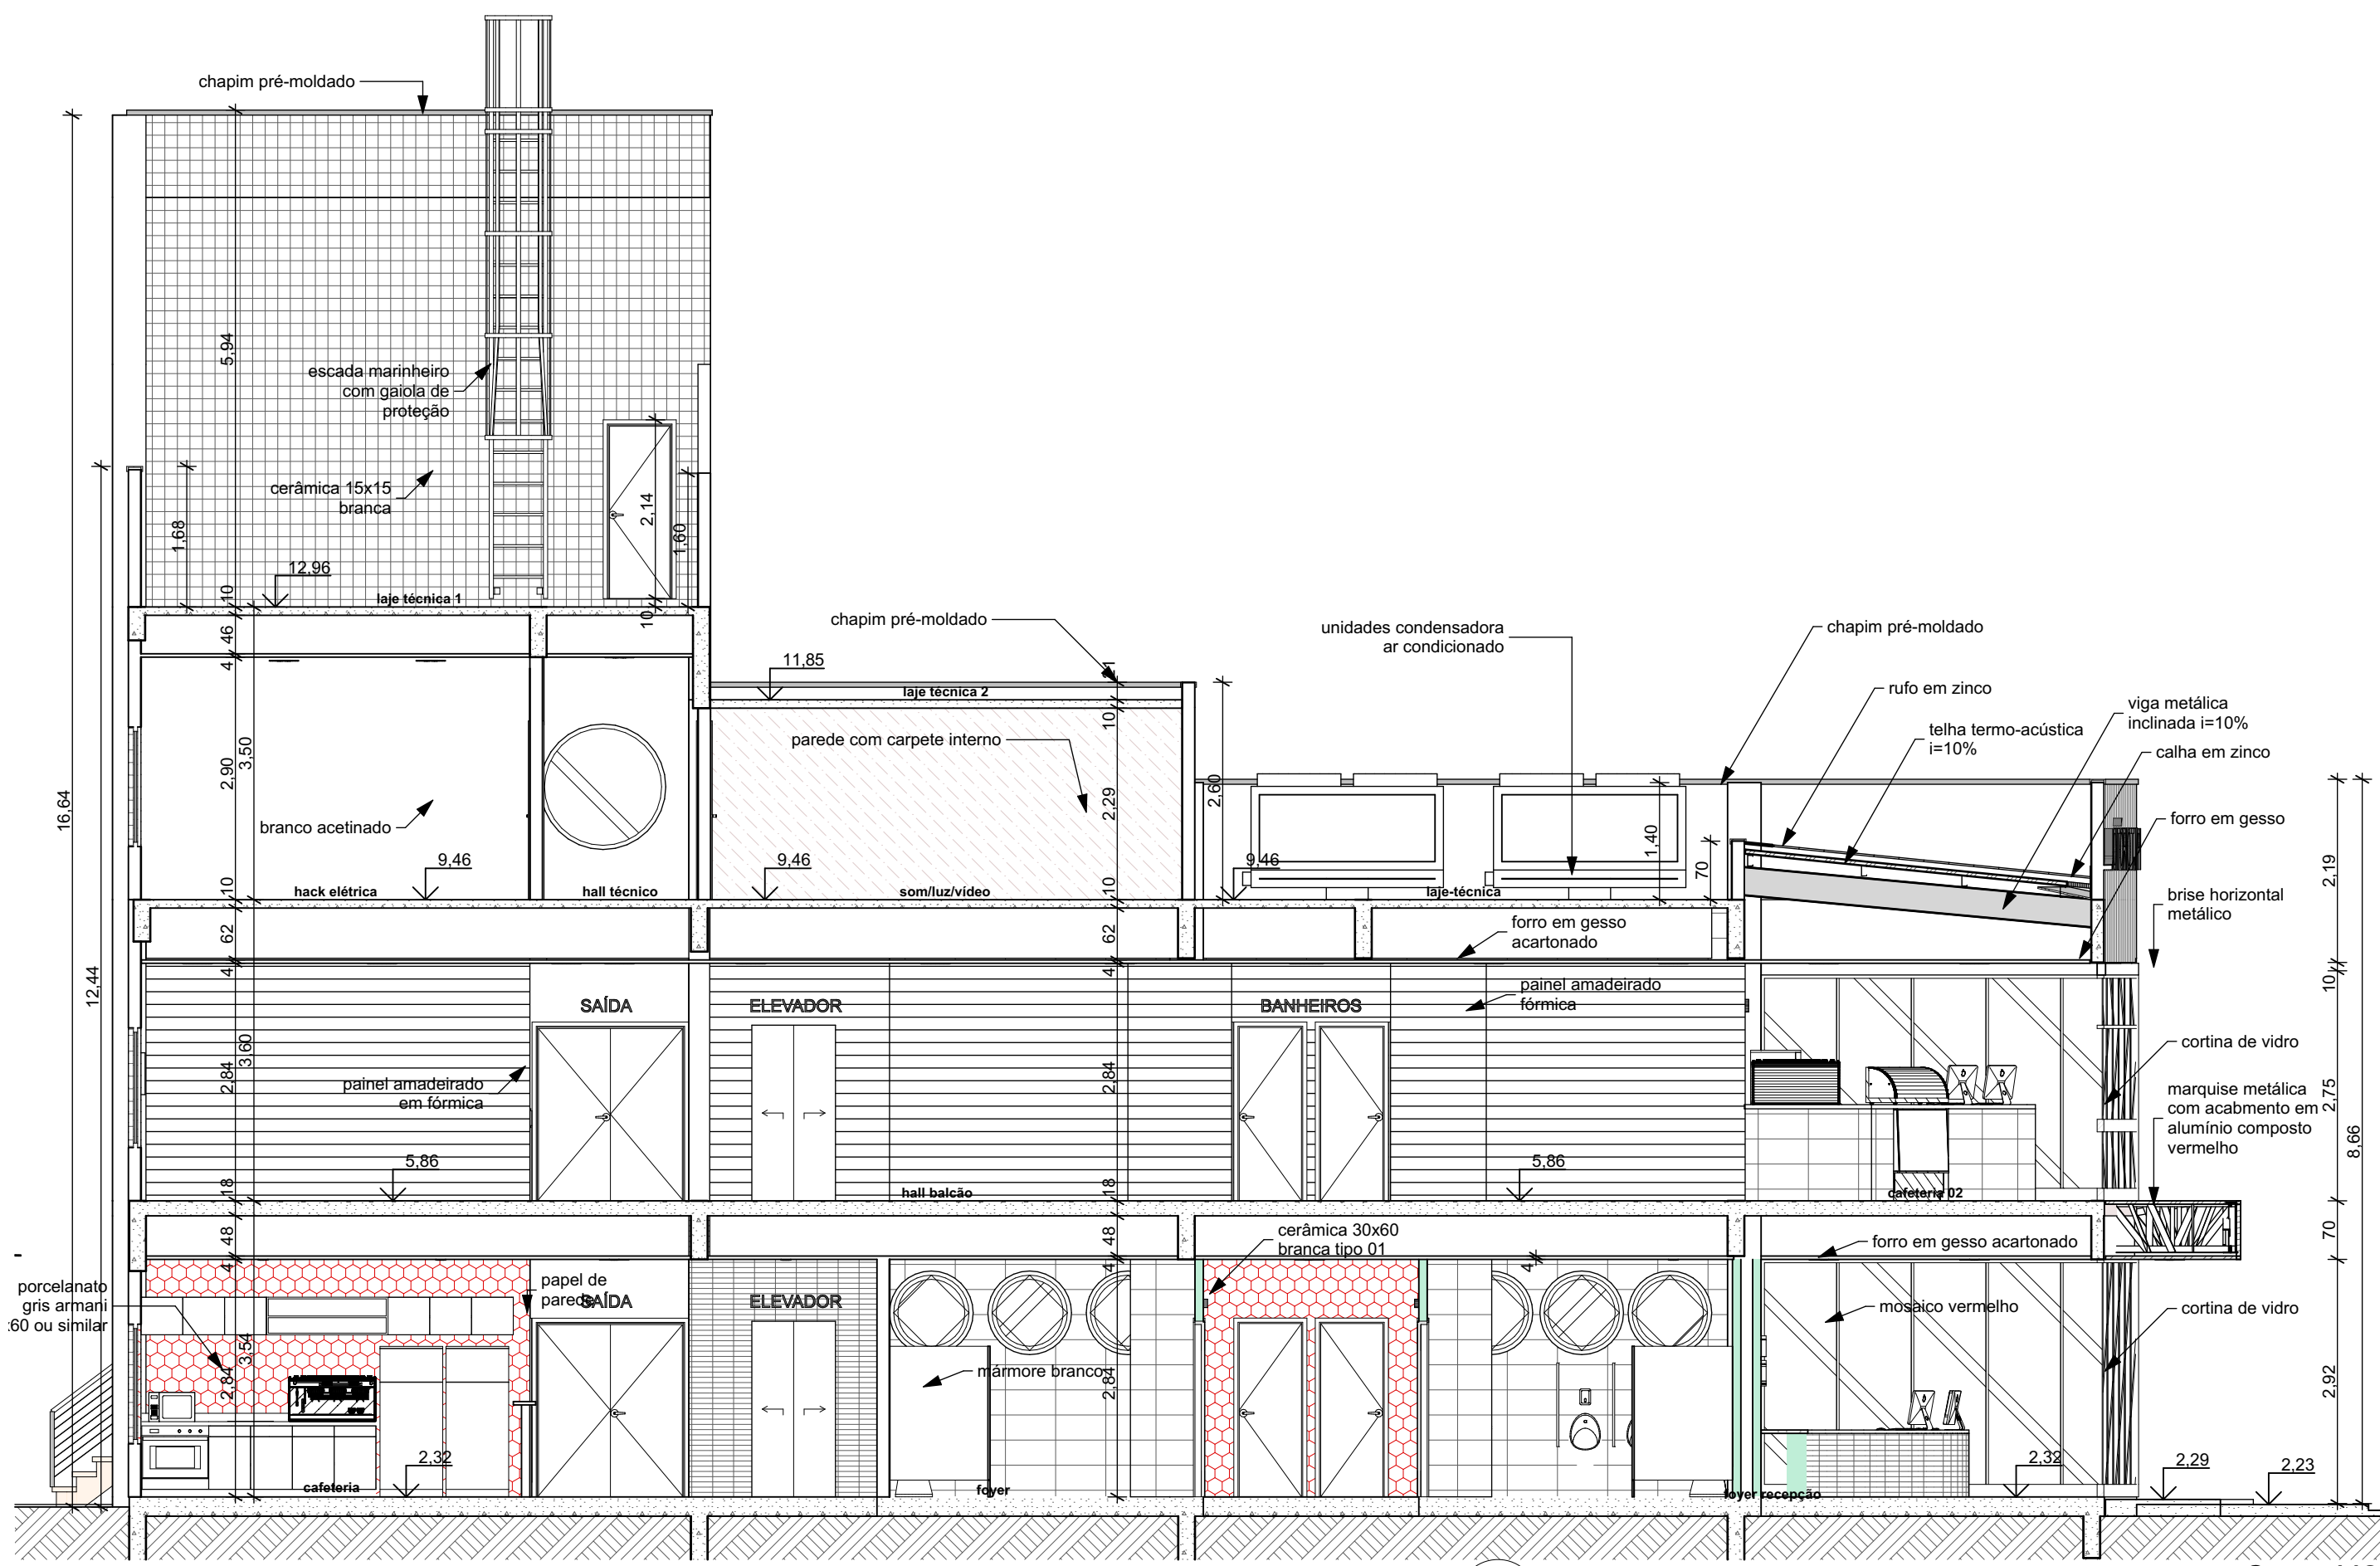 chapim pré-moldado
5,94
escada marinheiro
com gaiola de
proteção
cerâmica 15x15
branca
2,14
1,68
1,60
12,96
10
laje técnica 1
10
46
4
chapim pré-moldado
unidades condensadora
ar condicionado
chapim pré-moldado
11,85
laje técnica 2
rufo em zinco
viga metálica
inclinada i=10%
telha termo-acústica
i=10%
calha em zinco
10
parede com carpete interno
16,64
2,90
3,50
2,29
2,60
branco acetinado
forro em gesso
1,40
70
2,19
9,46
9,46
9,46
10
hack elétrica
hall técnico
som/luz/vídeo
10
laje-técnica
brise horizontal
metálico
62
62
forro em gesso
acartonado
12,44
4
4
10
SAÍDA
ELEVADOR
BANHEIROS
painel amadeirado
fórmica
2,84
3,60
2,84
cortina de vidro
painel amadeirado
em fórmica
marquise metálica
com acabmento em
alumínio composto
vermelho
2,75
8,66
5,86
5,86
18
hall balcão
18
cafeteria 02
48
48
cerâmica 30x60
branca tipo 01
forro em gesso acartonado
70
4
4
4
porcelanato
gris armani
:60 ou similar
papel de
parede
SAÍDA
ELEVADOR
mosaico vermelho
cortina de vidro
3,54
2,84
mármore branco
2,84
2,92
2,32
2,32
2,29
2,23
cafeteria
foyer
foyer recepção